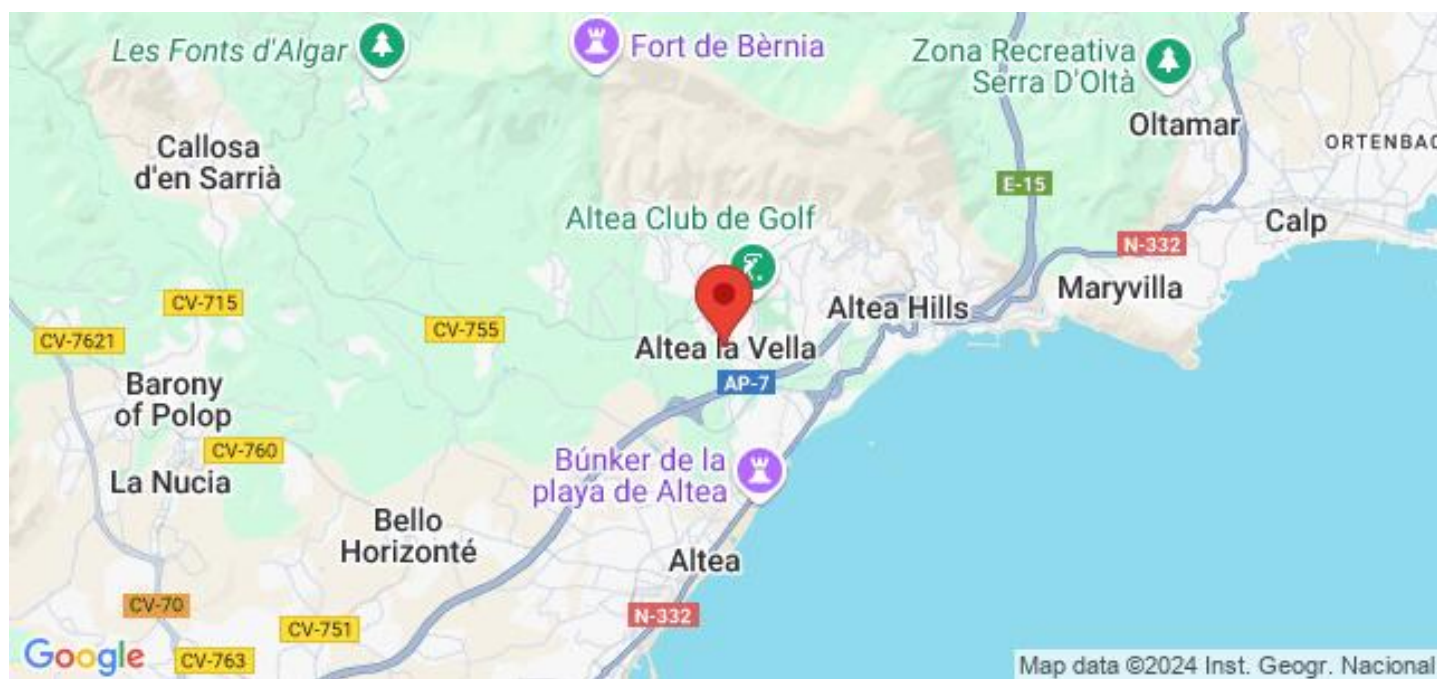 Les Fonts d'Algar
Fort de Bèrnia
Zona Recreativa
Serra D'Oltà
Oltamar
ORTENBAC
Callosa
d'en Sarrià
E-15
Altea Club de Golf
Calp
N-332
Maryvilla
CV-715
Altea Hills
CV-755
CV-7621
Altea la Vella
AP-7
Barony
of Polop
CV-760
Búnker de la
playa de Altea
La Nucia
Bello
Horizonté
Altea
CV-70
N-332
CV-751
Google
CV-763
Map data ©2024 Inst. Geogr. Nacional